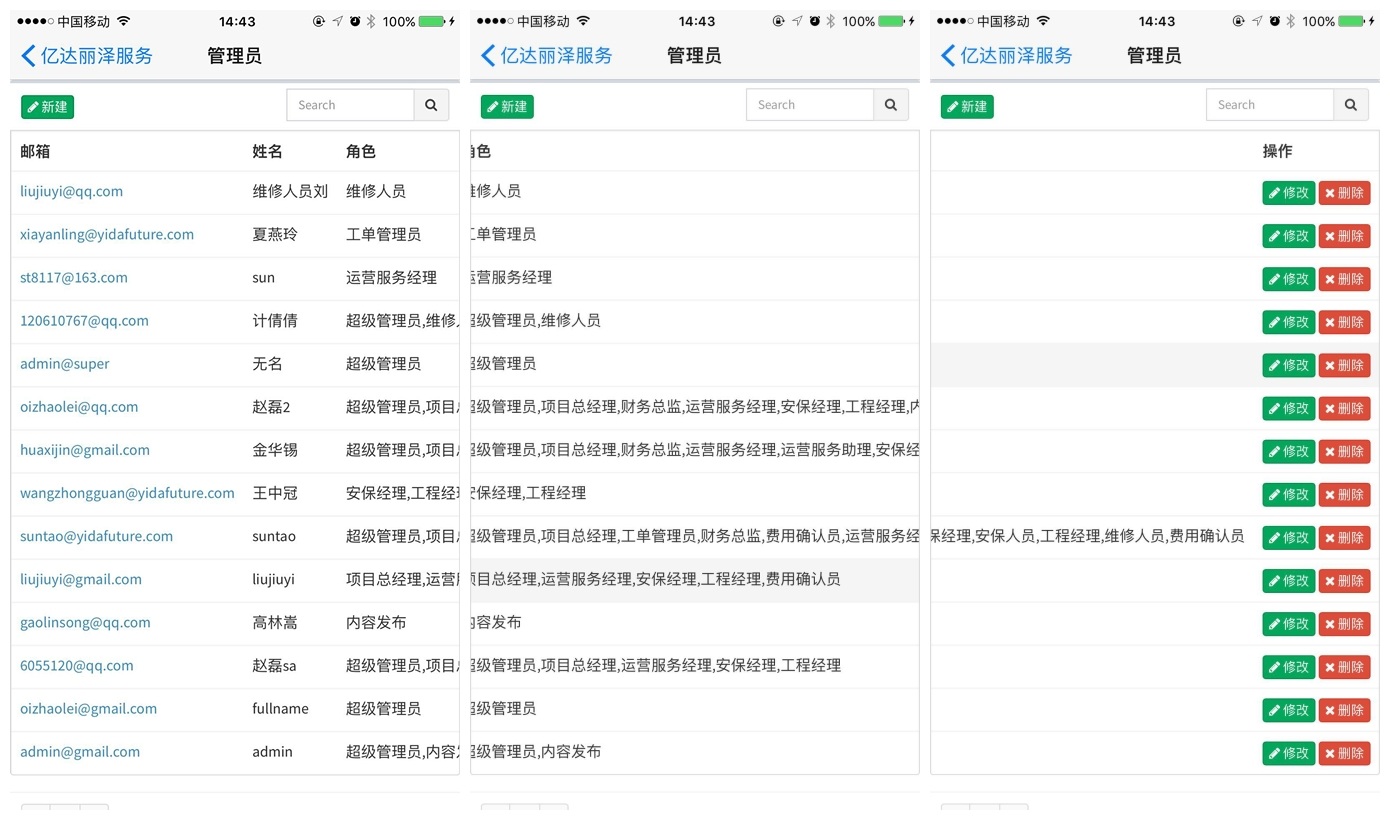 中国移动 14:43 100%
亿达丽泽服务 管理员
新建 Search
邮箱 姓名 角色
liujiuyi@qq.com 维修人员刘 维修人员
xiayanling@yidafuture.com 夏燕玲 工单管理员
st8117@163.com sun 运营服务经理
120610767@qq.com 计倩倩 超级管理员,维修
admin@super 无名 超级管理员
oizhaolei@qq.com 赵磊2 超级管理员,项目
huaxijin@gmail.com 金华锡 超级管理员,项目
wangzhongguan@yidafuture.com 王中冠 安保经理,工程经
suntao@yidafuture.com suntao 超级管理员,项目
liujiuyi@gmail.com liujiuyi 项目总经理,运营
gaolinsong@qq.com 高林嵩 内容发布
6055120@qq.com 赵磊sa 超级管理员,项目
oizhaolei@gmail.com fullname 超级管理员
admin@gmail.com admin 超级管理员,内容
中国移动 14:43 100%
亿达丽泽服务 管理员
新建 Search
角色
维修人员
工单管理员
运营服务经理
超级管理员,维修人员
超级管理员
超级管理员,项目总经理,财务总监,运营服务经理,安保经理,工程经理,内
超级管理员,项目总经理,财务总监,运营服务经理,运营服务助理,安保经
安保经理,工程经理
超级管理员,项目总经理,工单管理员,财务总监,费用确认员,运营服务经
项目总经理,运营服务经理,安保经理,工程经理,费用确认员
内容发布
超级管理员,项目总经理,运营服务经理,安保经理,工程经理
超级管理员
超级管理员,内容发布
中国移动 14:43 100%
亿达丽泽服务 管理员
新建 Search
操作
修改 删除
修改 删除
修改 删除
修改 删除
修改 删除
修改 删除
修改 删除
修改 删除
保经理,安保人员,工程经理,维修人员,费用确认员 修改 删除
修改 删除
修改 删除
修改 删除
修改 删除
修改 删除